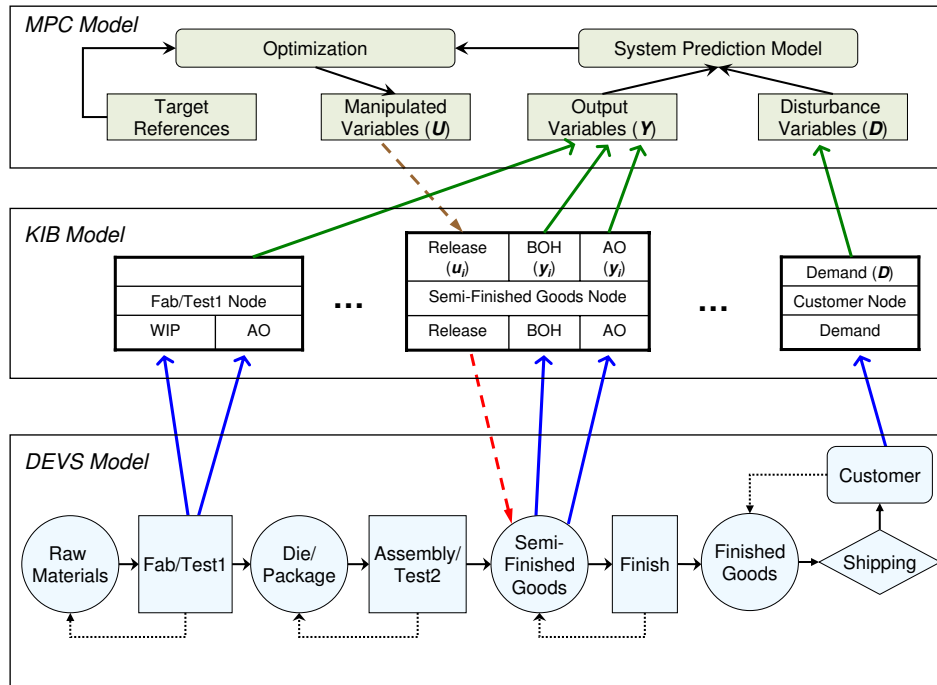 MPC Model
Optimization
System Prediction Model
Target
References
Manipulated
Variables (U)
Output
Variables (Y)
Disturbance
Variables (D)
KIB Model
Fab/Test1 Node
WIP
AO
...
Release
(ui)
BOH
(yi)
AO
(yi)
Semi-Finished Goods Node
Release
BOH
AO
...
Demand (D)
Customer Node
Demand
DEVS Model
Raw
Materials
Fab/Test1
Die/
Package
Assembly/
Test2
Semi-
Finished
Goods
Finish
Finished
Goods
Customer
Shipping